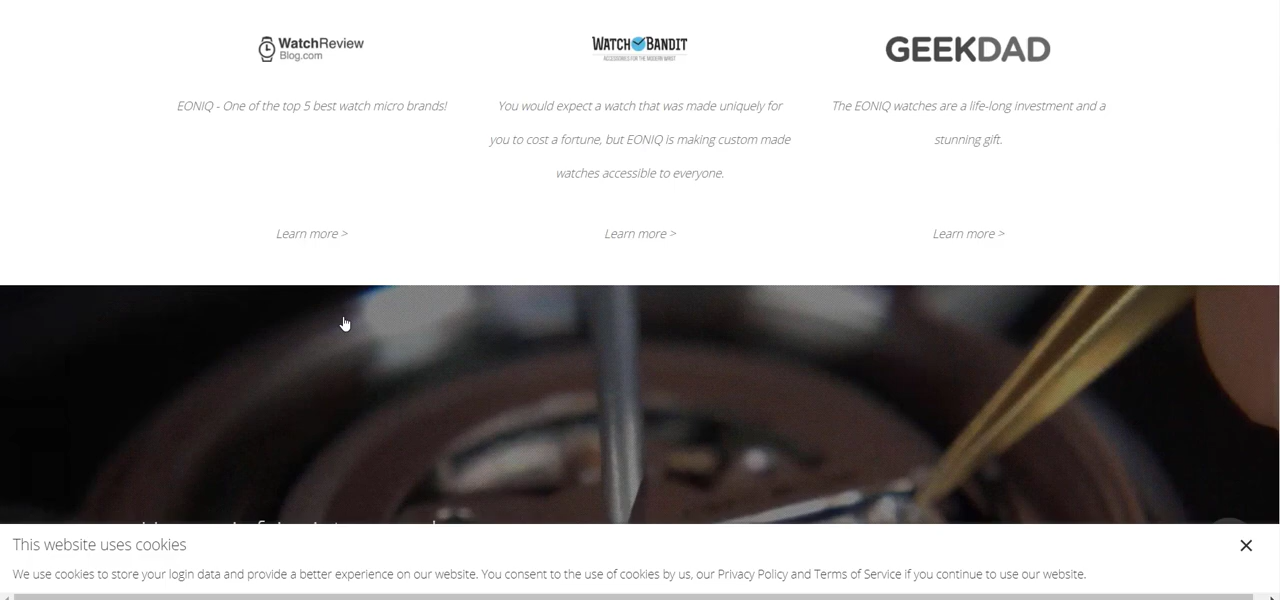 WatchReview
Blog.com
WATCH BANDIT
ACCESSORIES FOR THE MODERN WRIST
GEEKDAD
EONIQ - One of the top 5 best watch micro brands!
You would expect a watch that was made uniquely for
you to cost a fortune, but EONIQ is making custom made
watches accessible to everyone.
The EONIQ watches are a life-long investment and a
stunning gift.
Learn more >
Learn more >
Learn more >
This website uses cookies
We use cookies to store your login data and provide a better experience on our website. You consent to the use of cookies by us, our Privacy Policy and Terms of Service if you continue to use our website.